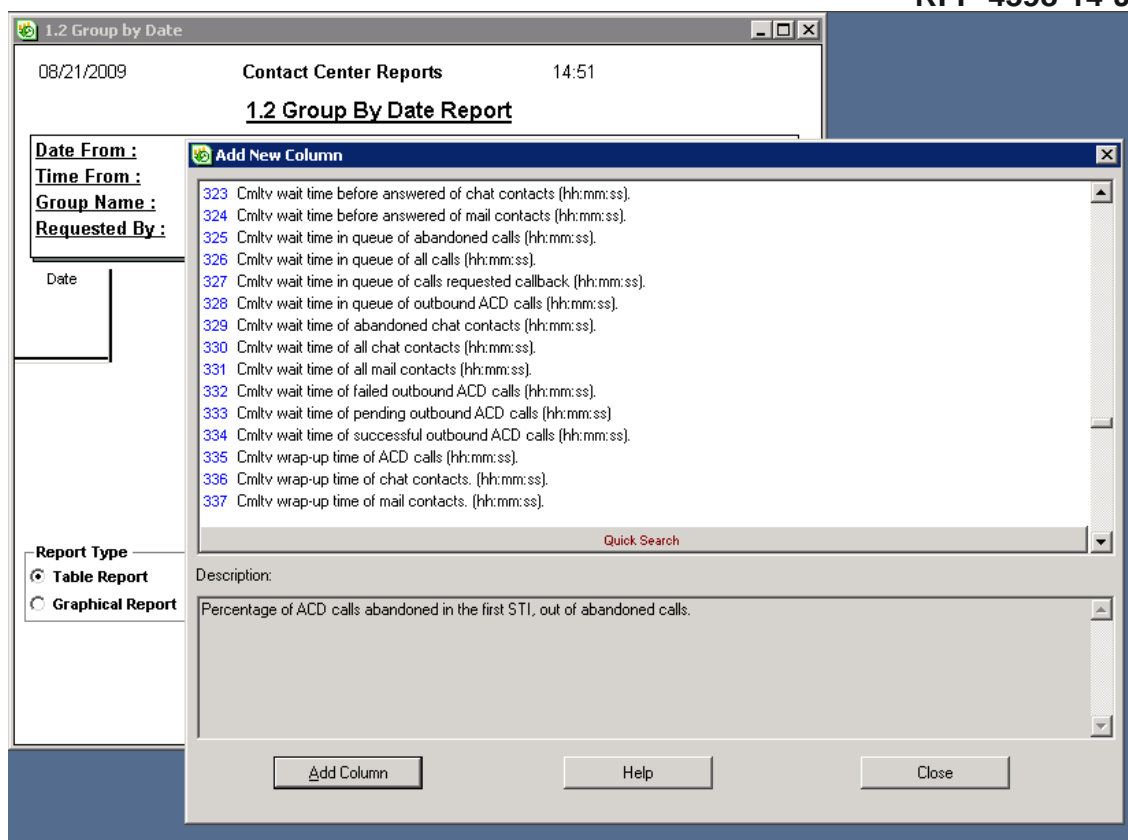 1.2 Group by Date
08/21/2009 Contact Center Reports 14:51
1.2 Group By Date Report
Date From :
Time From :
Group Name :
Requested By :
Date
Report Type
Table Report
Graphical Report
Add New Column
323 Cmltv wait time before answered of chat contacts (hh:mm:ss).
324 Cmltv wait time before answered of mail contacts (hh:mm:ss).
325 Cmltv wait time in queue of abandoned calls (hh:mm:ss).
326 Cmltv wait time in queue of all calls (hh:mm:ss).
327 Cmltv wait time in queue of calls requested callback (hh:mm:ss).
328 Cmltv wait time in queue of outbound ACD calls (hh:mm:ss).
329 Cmltv wait time of abandoned chat contacts (hh:mm:ss).
330 Cmltv wait time of all chat contacts (hh:mm:ss).
331 Cmltv wait time of all mail contacts (hh:mm:ss).
332 Cmltv wait time of failed outbound ACD calls (hh:mm:ss).
333 Cmltv wait time of pending outbound ACD calls (hh:mm:ss)
334 Cmltv wait time of successful outbound ACD calls (hh:mm:ss).
335 Cmltv wrap-up time of ACD calls (hh:mm:ss).
336 Cmltv wrap-up time of chat contacts. (hh:mm:ss).
337 Cmltv wrap-up time of mail contacts. (hh:mm:ss).
Quick Search
Description:
Percentage of ACD calls abandoned in the first STI, out of abandoned calls.
Add Column Help Close